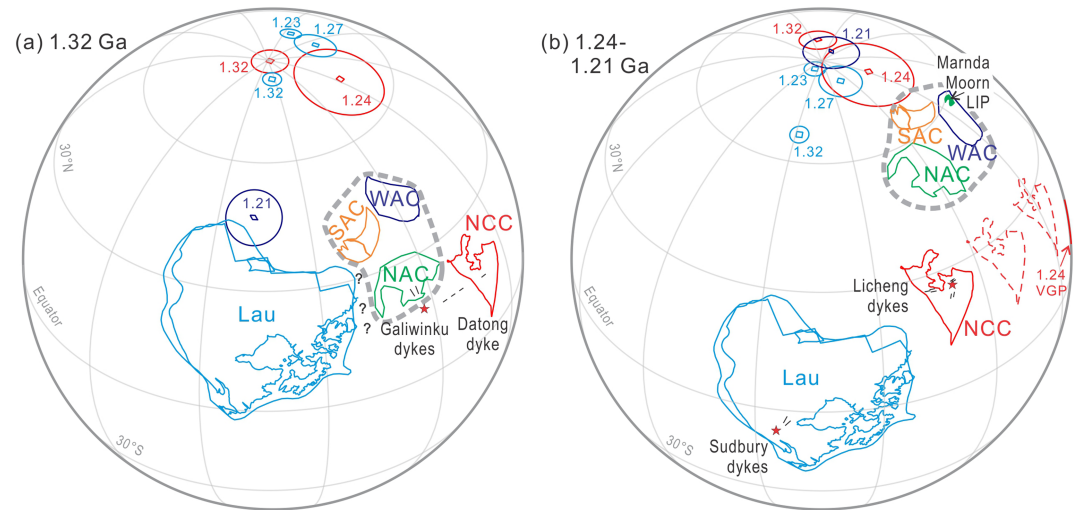 (a) 1.32 Ga
1.23
1.27
1.32
1.32
1.24
30°N
1.21
WAC
SAC
NCC
NAC
?
?
?
Lau
Galiwinku
dykes
Datong
dyke
Equator
30°S
(b) 1.24-
1.21 Ga
1.32
1.21
1.23
1.24
1.27
1.32
Marnda
Moorn
LIP
SAC
WAC
NAC
30°N
1.24
VGP
Licheng
dykes
NCC
Equator
Lau
Sudbury
dykes
30°S